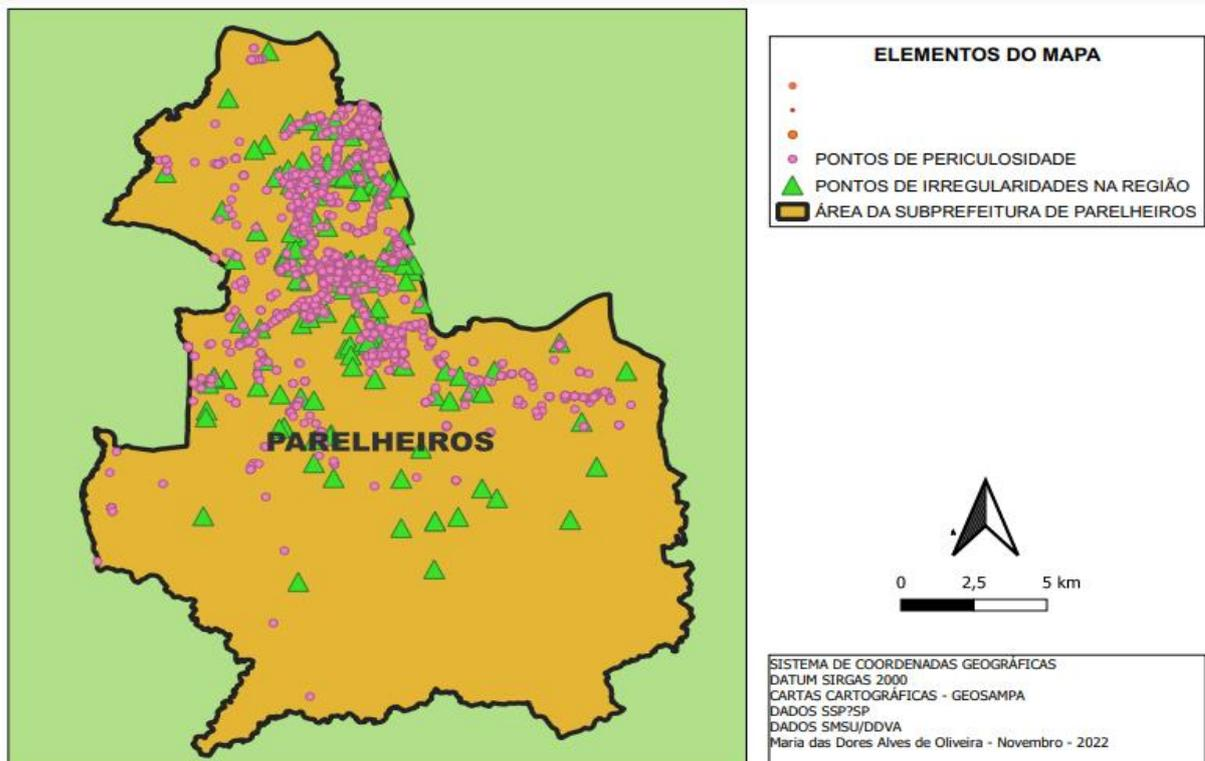 ELEMENTOS DO MAPA
PONTOS DE PERICULOSIDADE
PONTOS DE IRREGULARIDADES NA REGIÃO
ÁREA DA SUBPREFEITURA DE PARELHEIROS
PARELHEIROS
0 2,5 5 km
SISTEMA DE COORDENADAS GEOGRÁFICAS
DATUM SIRGAS 2000
CARTAS CARTOGRÁFICAS - GEOSAMPA
DADOS SSP?SP
DADOS SMSU/DDVA
Maria das Dores Alves de Oliveira - Novembro - 2022